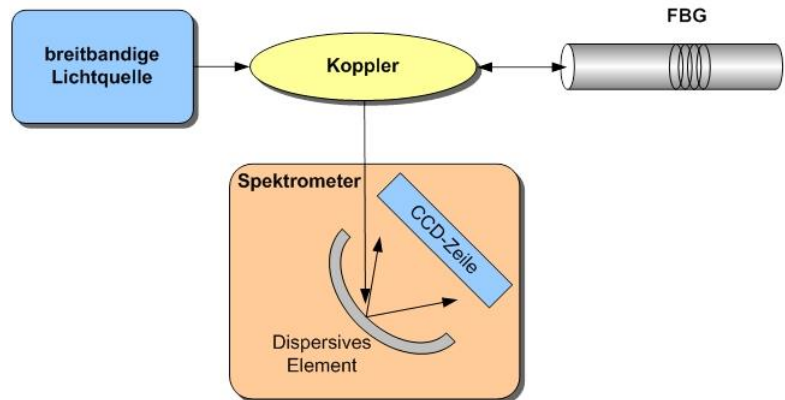 FBG
breitbandige
Lichtquelle
Koppler
Spektrometer
CCD-Zeile
Dispersives
Element